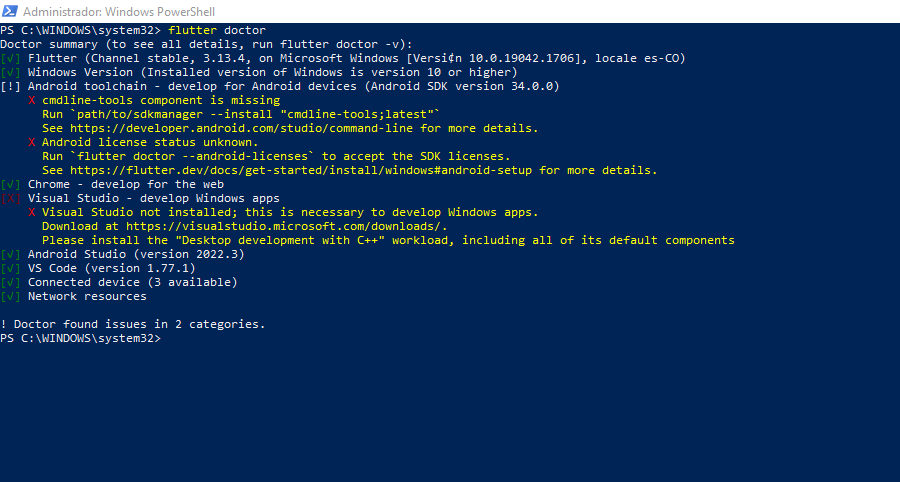 Administrador: Windows PowerShell
PS C:\WINDOWS\system32> flutter doctor
Doctor summary (to see all details, run flutter doctor -v):
[√] Flutter (Channel stable, 3.13.4, on Microsoft Windows [Versi¢n 10.0.19042.1706], locale es-CO)
[√] Windows Version (Installed version of Windows is version 10 or higher)
[!] Android toolchain - develop for Android devices (Android SDK version 34.0.0)
X cmdline-tools component is missing
Run `path/to/sdkmanager --install "cmdline-tools;latest"`
See https://developer.android.com/studio/command-line for more details.
X Android license status unknown.
Run `flutter doctor --android-licenses` to accept the SDK licenses.
See https://flutter.dev/docs/get-started/install/windows#android-setup for more details.
[√] Chrome - develop for the web
[X] Visual Studio - develop Windows apps
X Visual Studio not installed; this is necessary to develop Windows apps.
Download at https://visualstudio.microsoft.com/downloads/.
Please install the "Desktop development with C++" workload, including all of its default components
[√] Android Studio (version 2022.3)
[√] VS Code (version 1.77.1)
[√] Connected device (3 available)
[√] Network resources
! Doctor found issues in 2 categories.
PS C:\WINDOWS\system32>